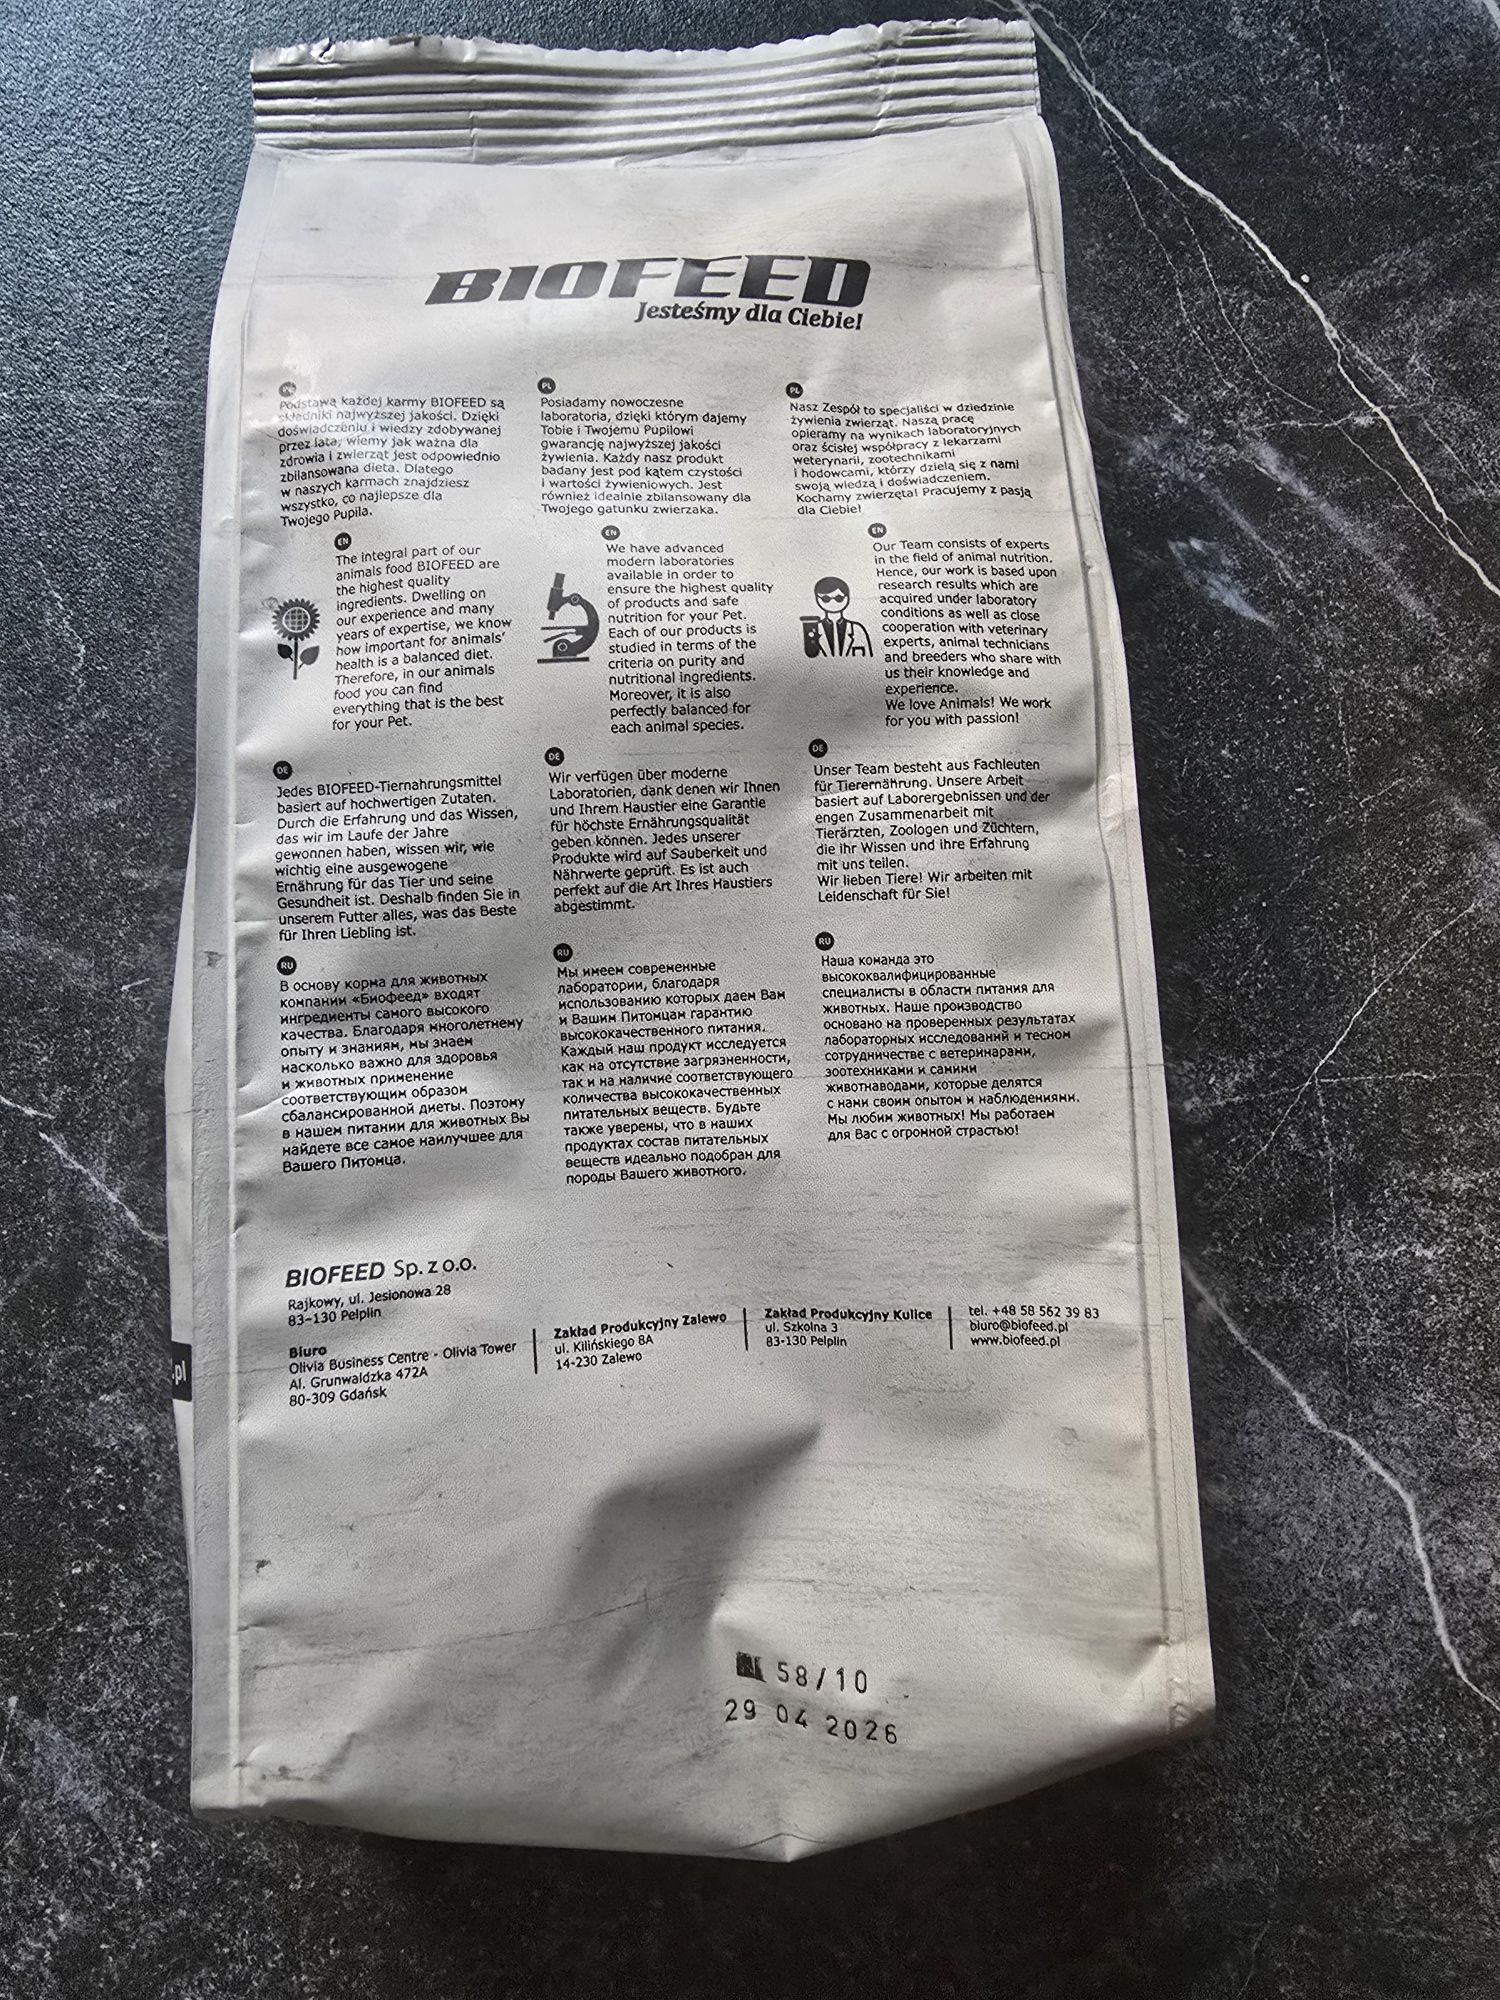 BIOFEED
Jesteśmy dla Ciebie!
PL
Podstawą każdej karmy BIOFEED są
składniki najwyższej jakości. Dzięki
doświadczeniu i wiedzy zdobywanej
przez lata, wiemy jak ważna dla
zdrowia i zwierząt jest odpowiednio
zbilansowana dieta. Dlatego
w naszych karmach znajdziesz
wszystko, co najlepsze dla
Twojego Pupila.
PL
Posiadamy nowoczesne
laboratoria, dzięki którym dajemy
Tobie i Twojemu Pupilowi
gwarancję najwyższej jakości
żywienia. Każdy nasz produkt
badany jest pod kątem czystości
i wartości żywieniowych. Jest
również idealnie zbilansowany dla
Twojego gatunku zwierzaka.
PL
Nasz Zespół to specjaliści w dziedzinie
żywienia zwierząt. Naszą pracę
opieramy na wynikach laboratoryjnych
oraz ścisłej współpracy z lekarzami
weterynarii, zootechnikami
i hodowcami, którzy dzielą się z nami
swoją wiedzą i doświadczeniem.
Kochamy zwierzęta! Pracujemy z pasją
dla Ciebie!
EN
The integral part of our
animals food BIOFEED are
the highest quality
ingredients. Dwelling on
our experience and many
years of expertise, we know
how important for animals'
health is a balanced diet.
Therefore, in our animals
food you can find
everything that is the best
for your Pet.
EN
We have advanced
modern laboratories
available in order to
ensure the highest quality
of products and safe
nutrition for your Pet.
Each of our products is
studied in terms of the
criteria on purity and
nutritional ingredients.
Moreover, it is also
perfectly balanced for
each animal species.
EN
Our Team consists of experts
in the field of animal nutrition.
Hence, our work is based upon
research results which are
acquired under laboratory
conditions as well as close
cooperation with veterinary
experts, animal technicians
and breeders who share with
us their knowledge and
experience.
We love Animals! We work
for you with passion!
DE
Jedes BIOFEED-Tiernahrungsmittel
basiert auf hochwertigen Zutaten.
Durch die Erfahrung und das Wissen,
das wir im Laufe der Jahre
gewonnen haben, wissen wir, wie
wichtig eine ausgewogene
Ernährung für das Tier und seine
Gesundheit ist. Deshalb finden Sie in
unserem Futter alles, was das Beste
für Ihren Liebling ist.
DE
Wir verfügen über moderne
Laboratorien, dank denen wir Ihnen
und Ihrem Haustier eine Garantie
für höchste Ernährungsqualität
geben können. Jedes unserer
Produkte wird auf Sauberkeit und
Nährwerte geprüft. Es ist auch
perfekt auf die Art Ihres Haustiers
abgestimmt.
DE
Unser Team besteht aus Fachleuten
für Tierernährung. Unsere Arbeit
basiert auf Laborergebnissen und der
engen Zusammenarbeit mit
Tierärzten, Zoologen und Züchtern,
die ihr Wissen und ihre Erfahrung
mit uns teilen.
Wir lieben Tiere! Wir arbeiten mit
Leidenschaft für Sie!
RU
В основу корма для животных
компании «Биофеед» входят
ингредиенты самого высокого
качества. Благодаря многолетнему
опыту и знаниям, мы знаем
насколько важно для здоровья
и животных применение
соответствующим образом
сбалансированной диеты. Поэтому
в нашем питании для животных Вы
найдете все самое наилучшее для
Вашего Питомца.
RU
Мы имеем современные
лаборатории, благодаря
использованию которых даем Вам
и Вашим Питомцам гарантию
высококачественного питания.
Каждый наш продукт исследуется
как на отсутствие загрязненности,
так и на наличие соответствующего
количества высококачественных
питательных веществ. Будьте
также уверены, что в наших
продуктах состав питательных
веществ идеально подобран для
породы Вашего животного.
RU
Наша команда это
высококвалифицированные
специалисты в области питания для
животных. Наше производство
основано на проверенных результатах
лабораторных исследований и тесном
сотрудничестве с ветеринарами,
зоотехниками и самими
животнаводами, которые делятся
с нами своим опытом и наблюдениями.
Мы любим животных! Мы работаем
для Вас с огромной страстью!
BIOFEED Sp. z o.o.
Rajkowy, ul. Jesionowa 28
83-130 Pelplin
Biuro
Olivia Business Centre - Olivia Tower
Al. Grunwaldzka 472A
80-309 Gdańsk
Zakład Produkcyjny Zalewo
ul. Kilińskiego 8A
14-230 Zalewo
Zakład Produkcyjny Kulice
ul. Szkolna 3
83-130 Pelplin
tel. +48 58 562 39 83
biuro@biofeed.pl
www.biofeed.pl
.pl
58/10
29 04 2026